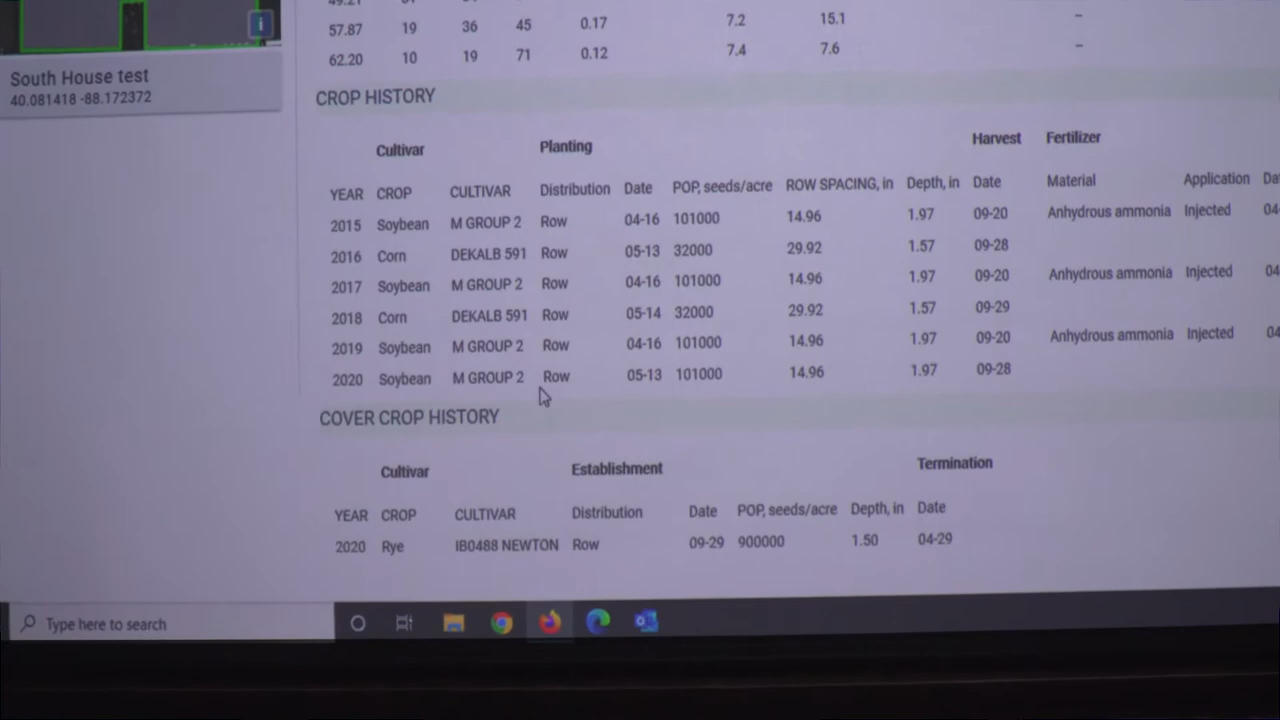 57.87 19 36 45 0.17 7.2 15.1 –
62.20 10 19 71 0.12 7.4 7.6 –
South House test
40.081418 -88.172372
CROP HISTORY
Cultivar Planting Harvest Fertilizer
YEAR CROP CULTIVAR Distribution Date POP, seeds/acre ROW SPACING, in Depth, in Date Material Application
2015 Soybean M GROUP 2 Row 04-16 101000 14.96 1.97 09-20 Anhydrous ammonia Injected
2016 Corn DEKALB 591 Row 05-13 32000 29.92 1.57 09-28
2017 Soybean M GROUP 2 Row 04-16 101000 14.96 1.97 09-20 Anhydrous ammonia Injected
2018 Corn DEKALB 591 Row 05-14 32000 29.92 1.57 09-29
2019 Soybean M GROUP 2 Row 04-16 101000 14.96 1.97 09-20 Anhydrous ammonia Injected
2020 Soybean M GROUP 2 Row 05-13 101000 14.96 1.97 09-28
COVER CROP HISTORY
Cultivar Establishment Termination
YEAR CROP CULTIVAR Distribution Date POP, seeds/acre Depth, in Date
2020 Rye IB0488 NEWTON Row 09-29 900000 1.50 04-29
Type here to search